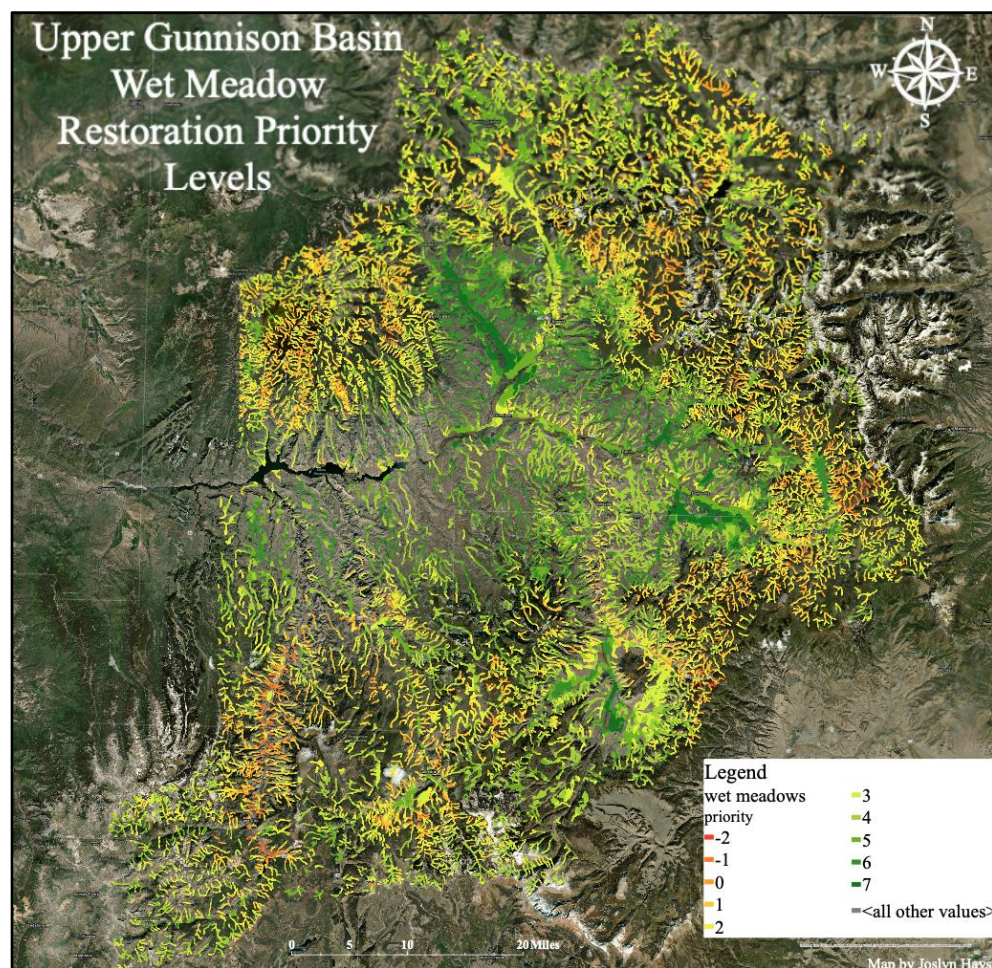 Upper Gunnison Basin
Wet Meadow
Restoration Priority
Levels
N
W
E
S
Legend
wet meadows
priority
-2
-1
0
1
2
3
4
5
6
7
<all other values>
0 5 10 20 Miles
Map by Joslyn Hays